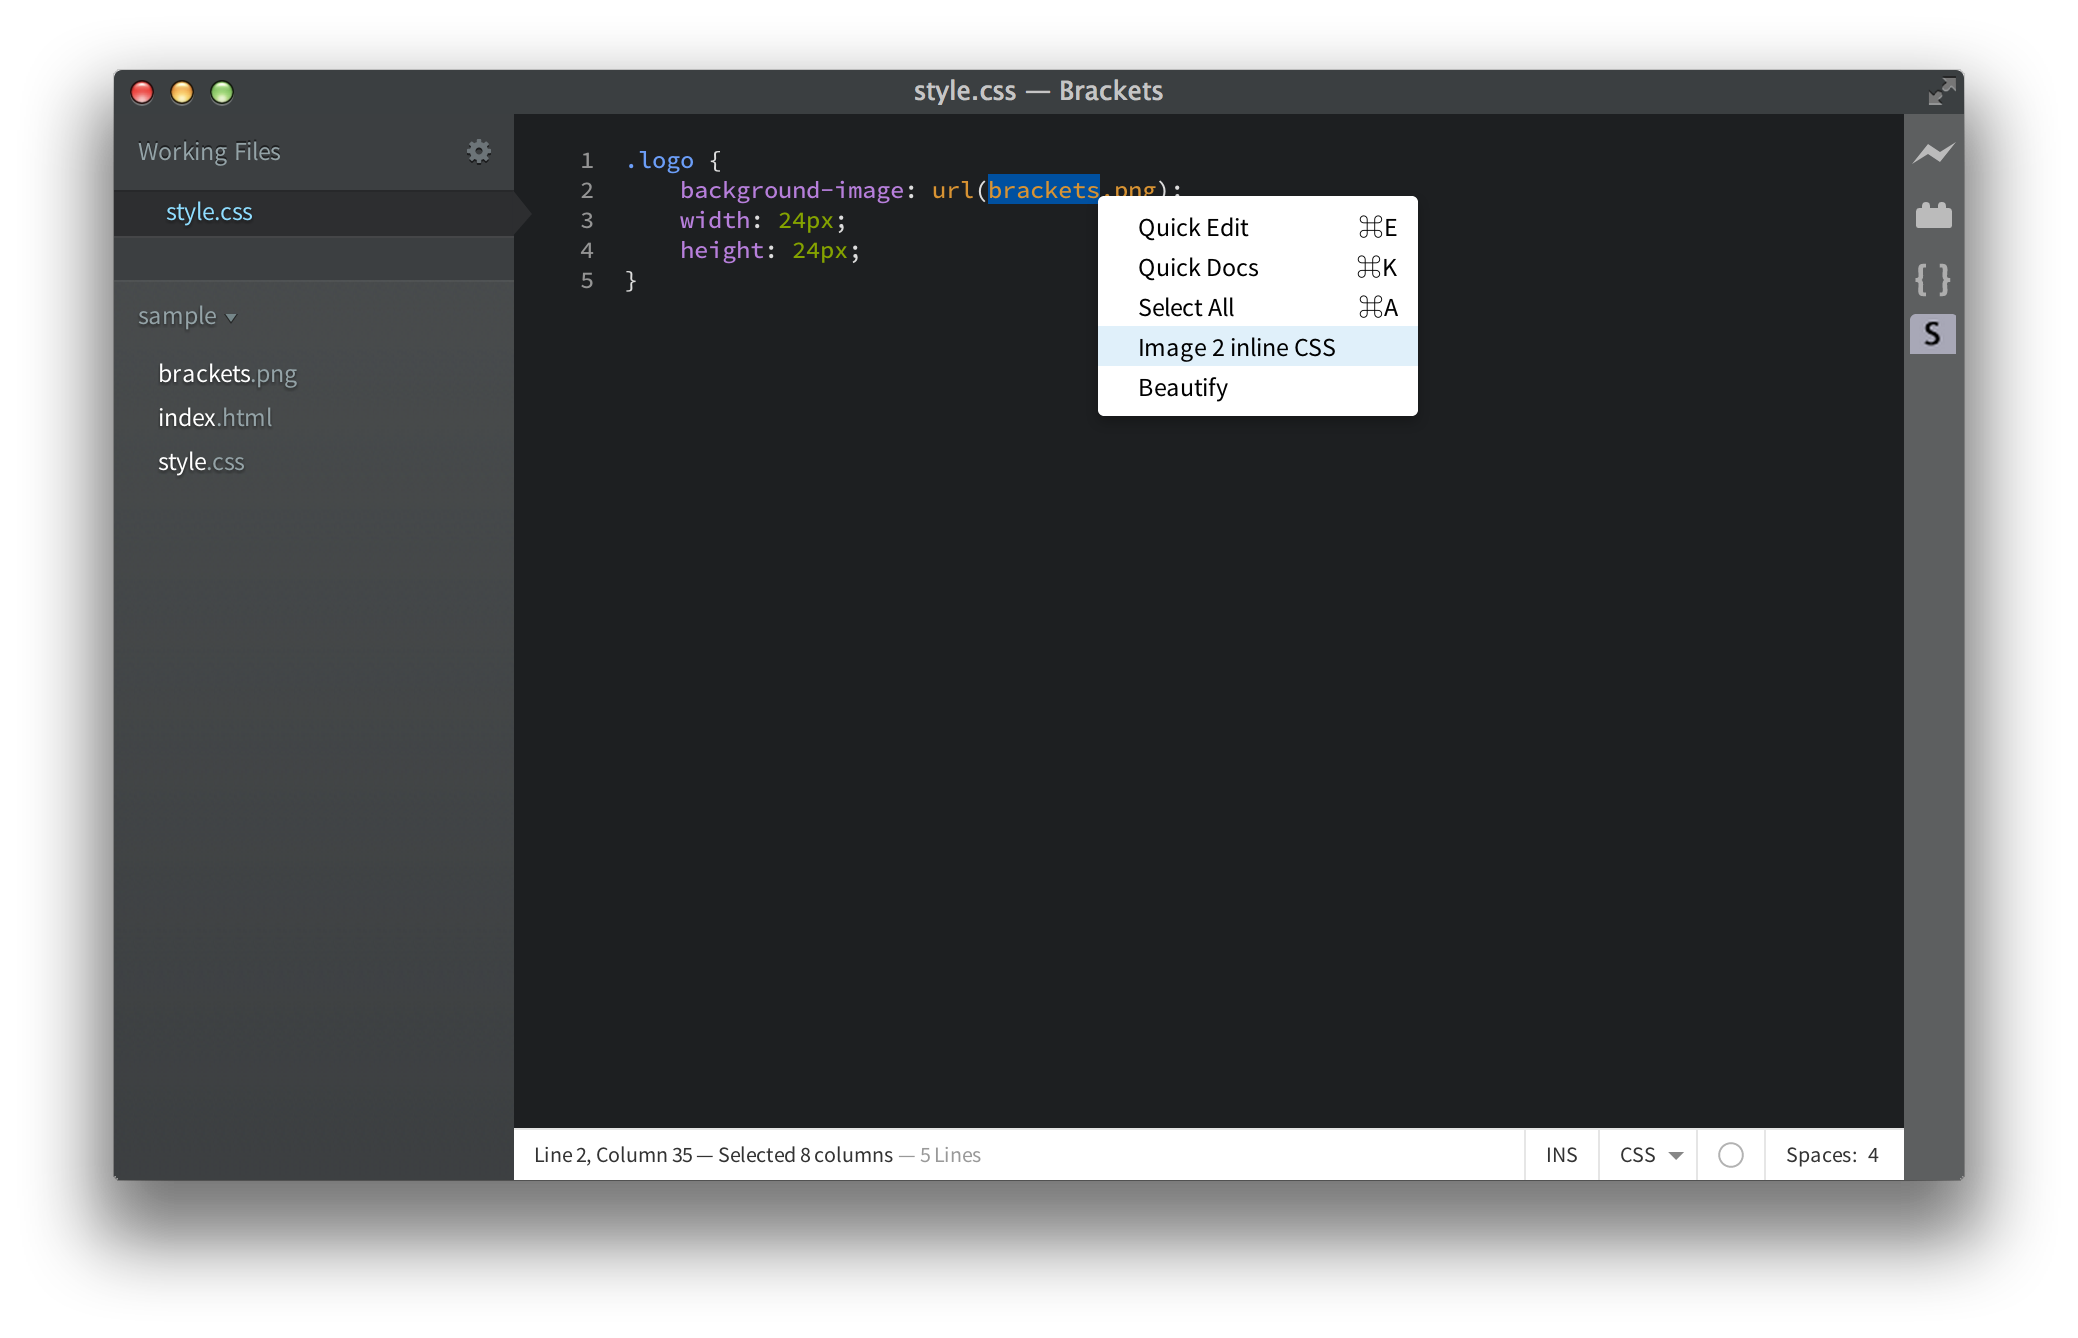 style.css — Brackets
Working Files
style.css
sample
brackets.png
index.html
style.css
1 .logo {
2 background-image: url(brackets.png);
3 width: 24px;
4 height: 24px;
5 }
Quick Edit ⌘E
Quick Docs ⌘K
Select All ⌘A
Image 2 inline CSS
Beautify
{ }
S
Line 2, Column 35 — Selected 8 columns — 5 Lines
INS
CSS
Spaces: 4